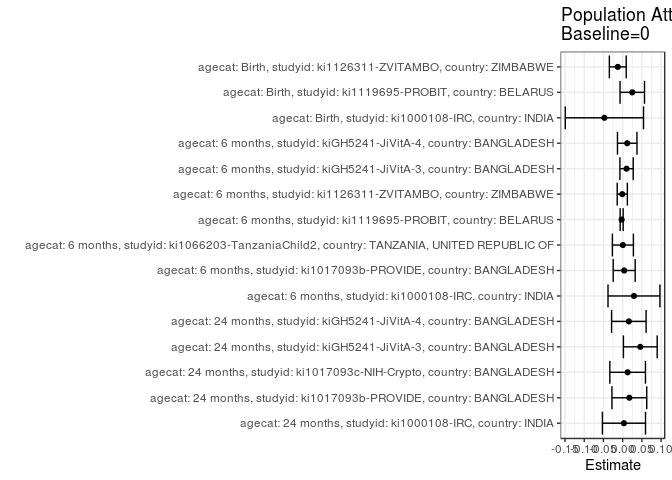 Population Att
Baseline=0
agecat: Birth, studyid: ki1126311-ZVITAMBO, country: ZIMBABWE
agecat: Birth, studyid: ki1119695-PROBIT, country: BELARUS
agecat: Birth, studyid: ki1000108-IRC, country: INDIA
agecat: 6 months, studyid: kiGH5241-JiVitA-4, country: BANGLADESH
agecat: 6 months, studyid: kiGH5241-JiVitA-3, country: BANGLADESH
agecat: 6 months, studyid: ki1126311-ZVITAMBO, country: ZIMBABWE
agecat: 6 months, studyid: ki1119695-PROBIT, country: BELARUS
agecat: 6 months, studyid: ki1066203-TanzaniaChild2, country: TANZANIA, UNITED REPUBLIC OF
agecat: 6 months, studyid: ki1017093b-PROVIDE, country: BANGLADESH
agecat: 6 months, studyid: ki1000108-IRC, country: INDIA
agecat: 24 months, studyid: kiGH5241-JiVitA-4, country: BANGLADESH
agecat: 24 months, studyid: kiGH5241-JiVitA-3, country: BANGLADESH
agecat: 24 months, studyid: ki1017093c-NIH-Crypto, country: BANGLADESH
agecat: 24 months, studyid: ki1017093b-PROVIDE, country: BANGLADESH
agecat: 24 months, studyid: ki1000108-IRC, country: INDIA
-0.15 -0.10 -0.05 0.00 0.05 0.10
Estimate